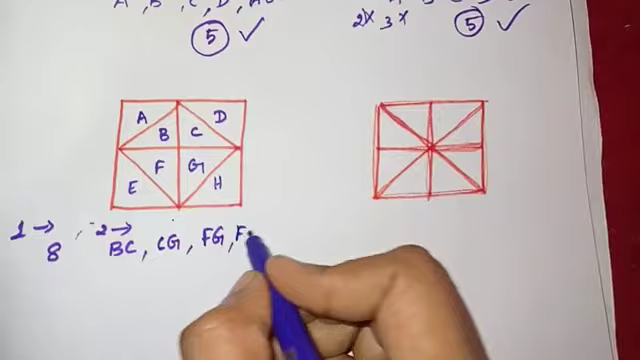 A, B, C, D,
5 ✓
2× 3× 5 ✓
A D
B C
F G
E H
1 → , 2 →
8 BC, CG, FG, F